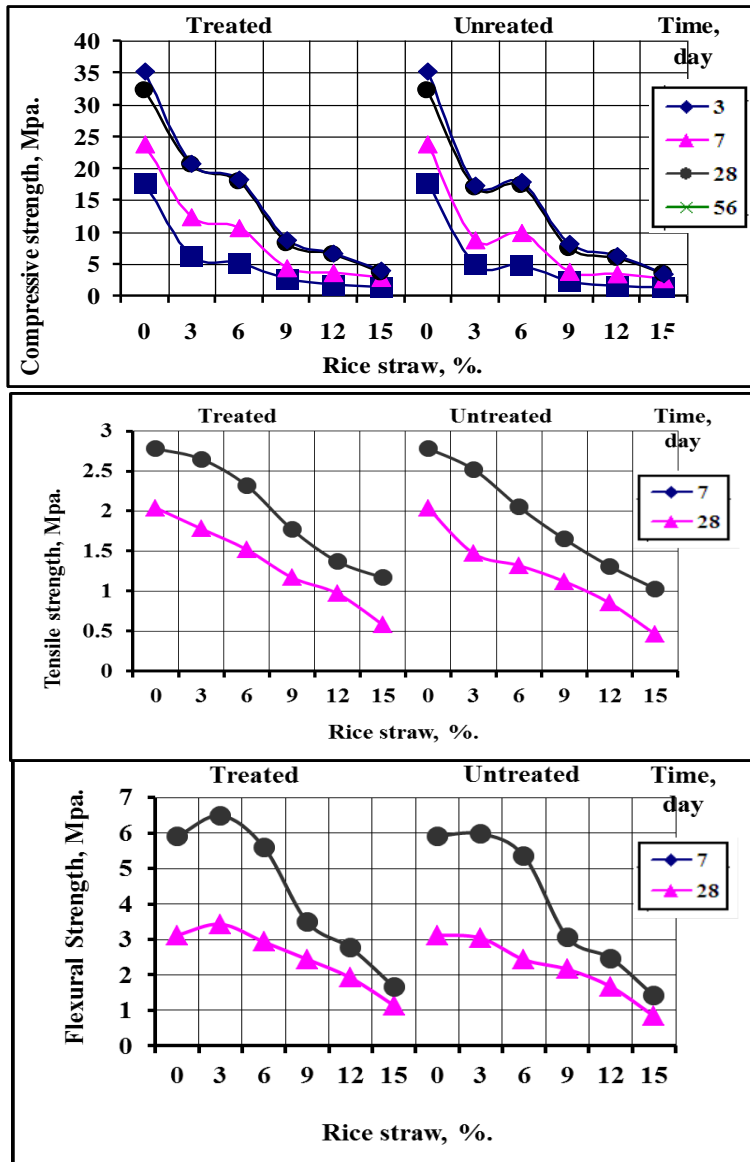 Treated Unreated Time,
day
Compressive strength, Mpa.
40
35
30
25
20
15
10
5
0
0 3 6 9 12 15 0 3 6 9 12 15
Rice straw, %.
3
7
28
56
Treated Untreated Time,
day
Tensile strength, Mpa.
3
2.5
2
1.5
1
0.5
0
0 3 6 9 12 15 0 3 6 9 12 15
Rice straw, %.
7
28
Treated Untreated Time,
day
Flexural Strength, Mpa.
7
6
5
4
3
2
1
0
0 3 6 9 12 15 0 3 6 9 12 15
Rice straw, %.
7
28